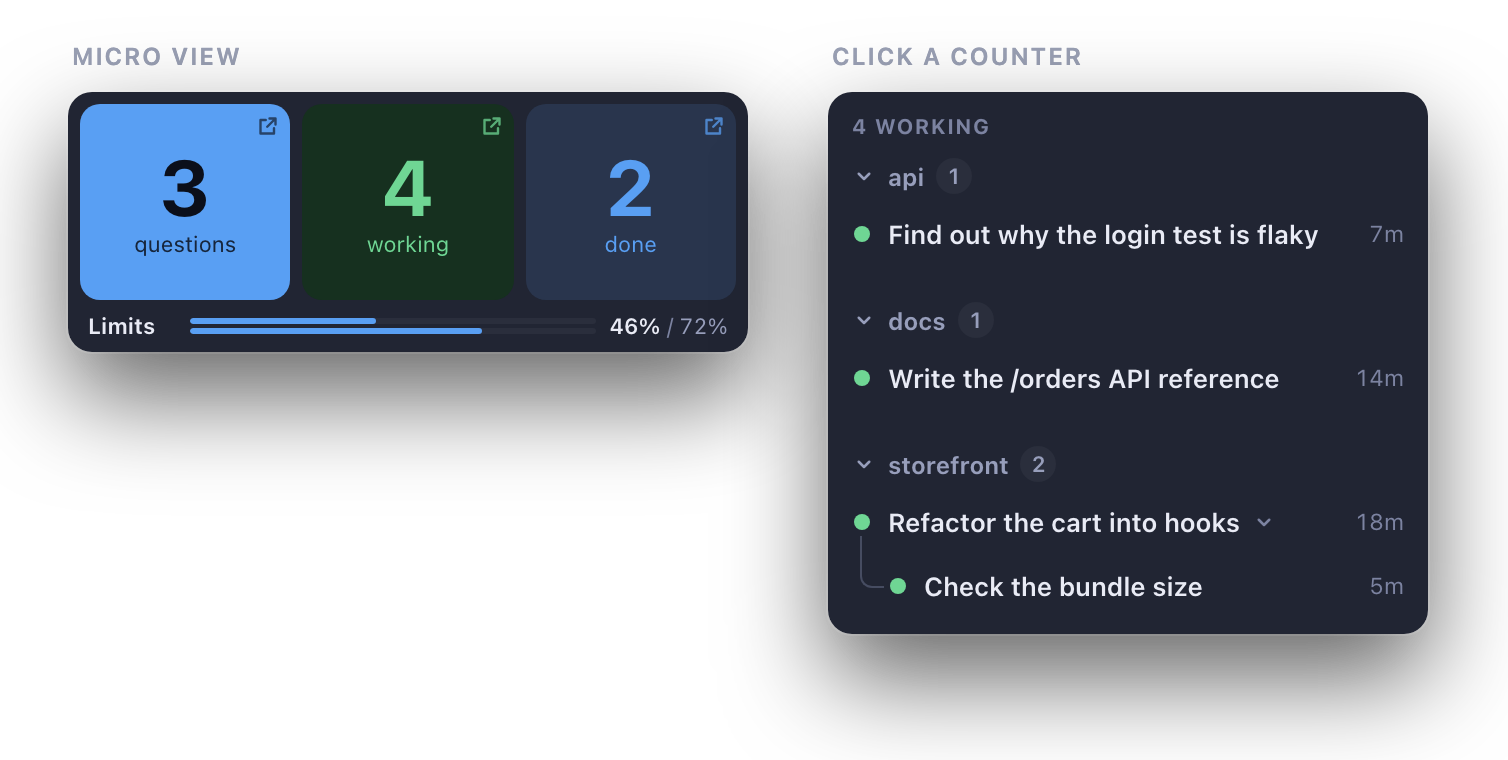 MICRO VIEW
3
questions
4
working
2
done
Limits 46% / 72%
CLICK A COUNTER
4 WORKING
api 1
Find out why the login test is flaky 7m
docs 1
Write the /orders API reference 14m
storefront 2
Refactor the cart into hooks 18m
Check the bundle size 5m